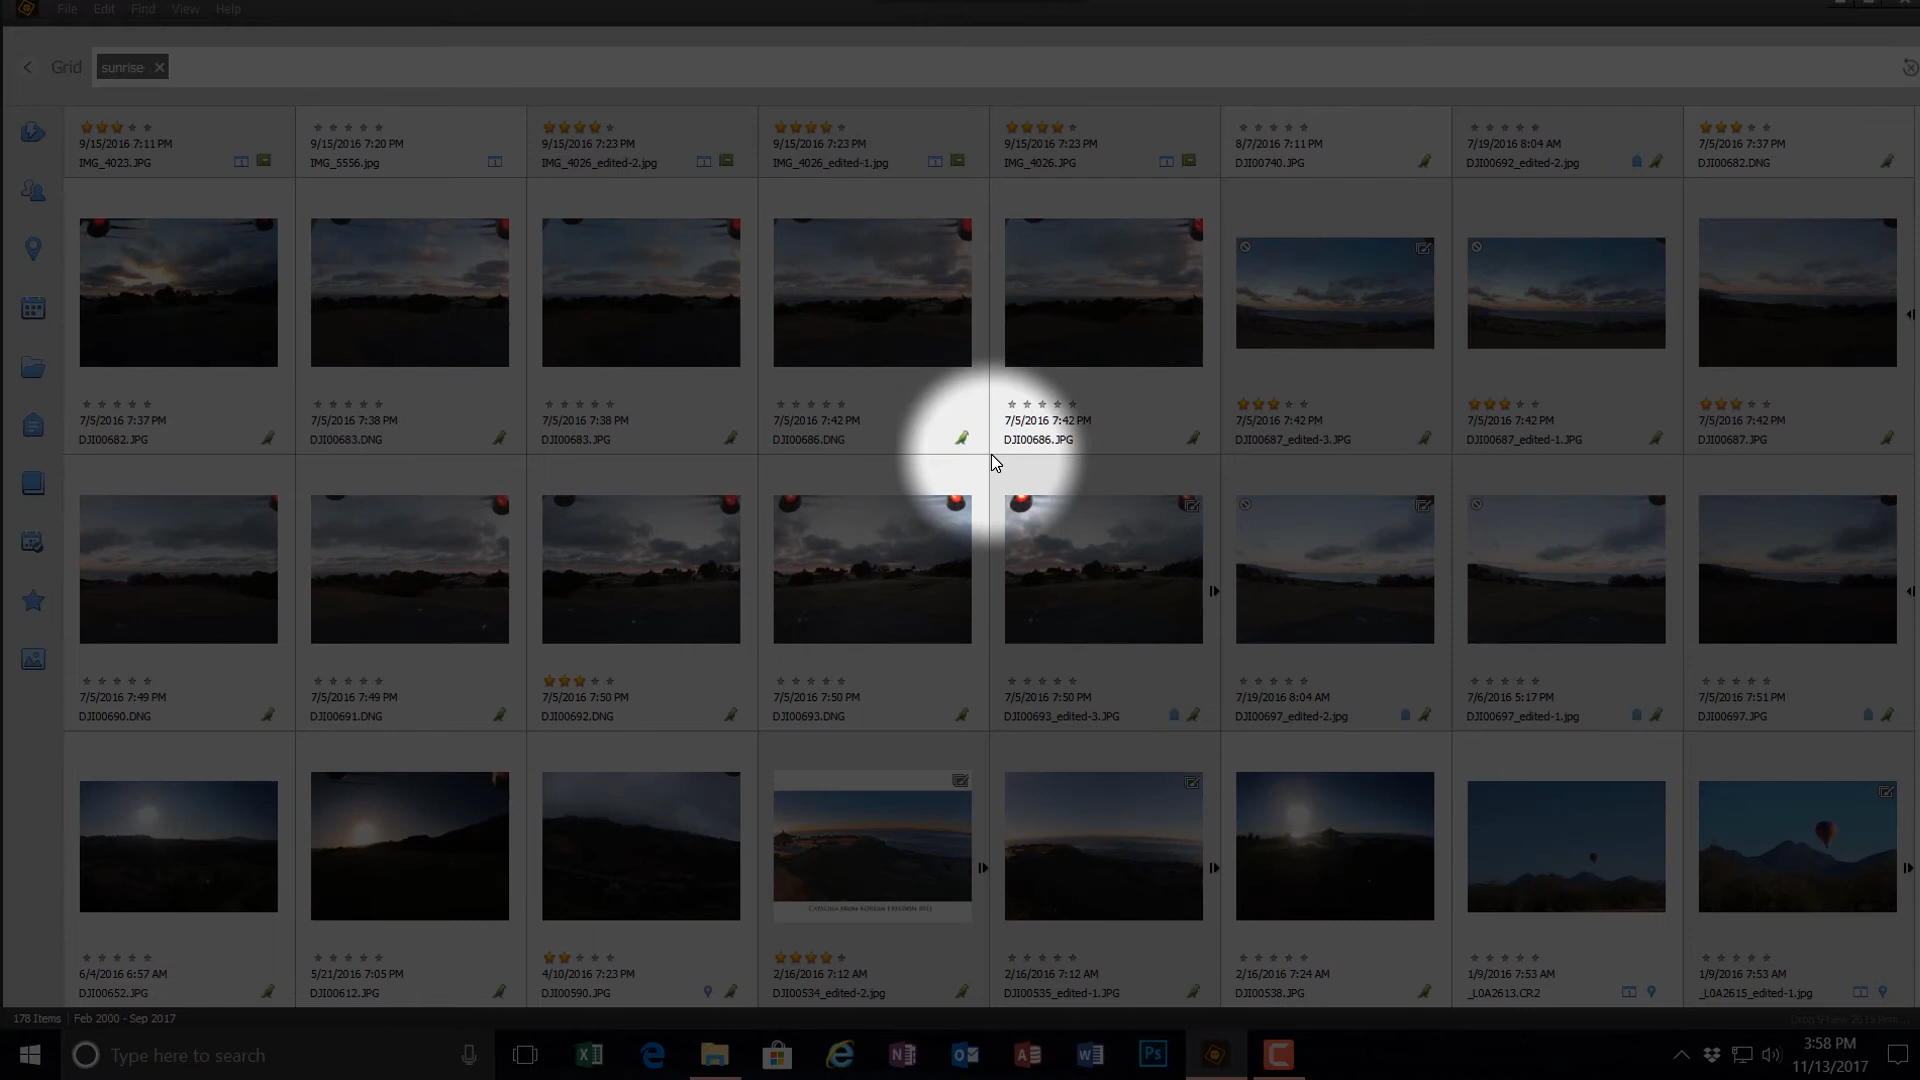 File Edit Find View Help
Grid sunrise
9/15/2016 7:11 PM 9/15/2016 7:20 PM 9/15/2016 7:23 PM 9/15/2016 7:23 PM 9/15/2016 7:23 PM 8/7/2016 7:11 PM 7/19/2016 8:04 AM 7/5/2016 7:37 PM
IMG_4023.JPG IMG_5556.jpg IMG_4026_edited-2.jpg IMG_4026_edited-1.jpg IMG_4026.JPG DJI00740.JPG DJI00692_edited-2.jpg DJI00682.DNG
7/5/2016 7:37 PM 7/5/2016 7:38 PM 7/5/2016 7:38 PM 7/5/2016 7:42 PM 7/5/2016 7:42 PM 7/5/2016 7:42 PM 7/5/2016 7:42 PM 7/5/2016 7:42 PM
DJI00682.JPG DJI00683.DNG DJI00683.JPG DJI00686.DNG DJI00686.JPG DJI00687_edited-3.JPG DJI00687_edited-1.JPG DJI00687.JPG
7/5/2016 7:49 PM 7/5/2016 7:49 PM 7/5/2016 7:50 PM 7/5/2016 7:50 PM 7/5/2016 7:50 PM 7/19/2016 8:04 AM 7/6/2016 5:17 PM 7/5/2016 7:51 PM
DJI00690.DNG DJI00691.DNG DJI00692.DNG DJI00693.DNG DJI00693_edited-3.JPG DJI00697_edited-2.jpg DJI00697_edited-1.jpg DJI00697.JPG
6/4/2016 6:57 AM 5/21/2016 7:05 PM 4/10/2016 7:23 PM 2/16/2016 7:12 AM 2/16/2016 7:12 AM 2/16/2016 7:24 AM 1/9/2016 7:53 AM 1/9/2016 7:53 AM
DJI00652.JPG DJI00612.JPG DJI00590.JPG DJI00534_edited-2.jpg DJI00535_edited-1.JPG DJI00538.JPG _L0A2613.CR2 _L0A2615_edited-1.jpg
178 Items Feb 2000 - Sep 2017
Type here to search
3:58 PM
11/13/2017